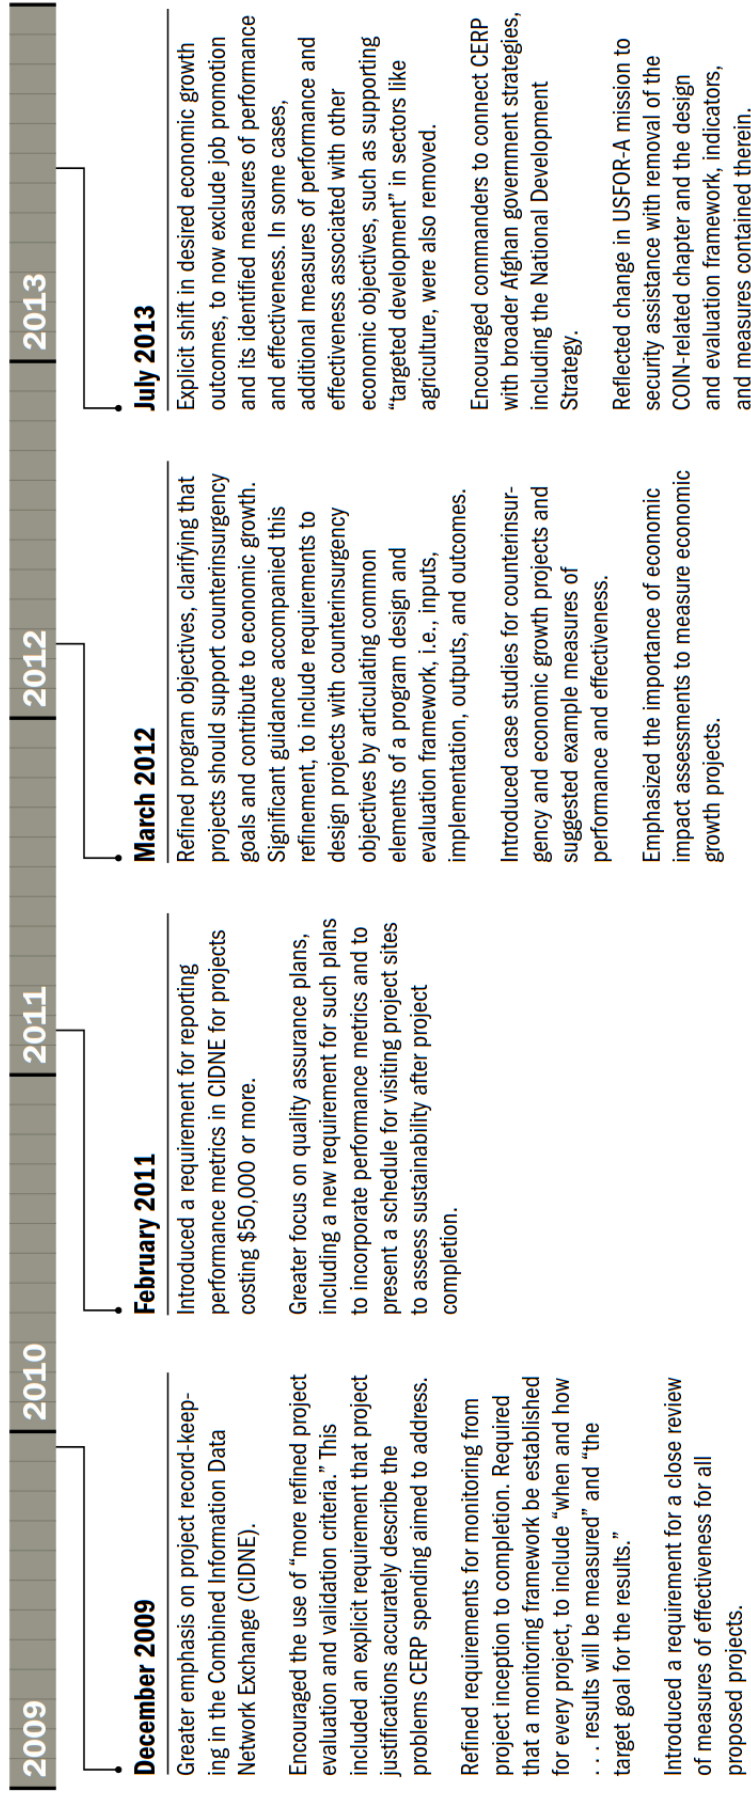 2009
2010
2011
2012
2013
December 2009
Greater emphasis on project record-keep-
ing in the Combined Information Data
Network Exchange (CIDNE).
Encouraged the use of “more refined project
evaluation and validation criteria.” This
included an explicit requirement that project
justifications accurately describe the
problems CERP spending aimed to address.
Refined requirements for monitoring from
project inception to completion. Required
that a monitoring framework be established
for every project, to include “when and how
. . . results will be measured” and “the
target goal for the results.”
Introduced a requirement for a close review
of measures of effectiveness for all
proposed projects.
February 2011
Introduced a requirement for reporting
performance metrics in CIDNE for projects
costing $50,000 or more.
Greater focus on quality assurance plans,
including a new requirement for such plans
to incorporate performance metrics and to
present a schedule for visiting project sites
to assess sustainability after project
completion.
March 2012
Refined program objectives, clarifying that
projects should support counterinsurgency
goals and contribute to economic growth.
Significant guidance accompanied this
refinement, to include requirements to
design projects with counterinsurgency
objectives by articulating common
elements of a program design and
evaluation framework, i.e., inputs,
implementation, outputs, and outcomes.
Introduced case studies for counterinsur-
gency and economic growth projects and
suggested example measures of
performance and effectiveness.
Emphasized the importance of economic
impact assessments to measure economic
growth projects.
July 2013
Explicit shift in desired economic growth
outcomes, to now exclude job promotion
and its identified measures of performance
and effectiveness. In some cases,
additional measures of performance and
effectiveness associated with other
economic objectives, such as supporting
“targeted development” in sectors like
agriculture, were also removed.
Encouraged commanders to connect CERP
with broader Afghan government strategies,
including the National Development
Strategy.
Reflected change in USFOR-A mission to
security assistance with removal of the
COIN-related chapter and the design
and evaluation framework, indicators,
and measures contained therein.